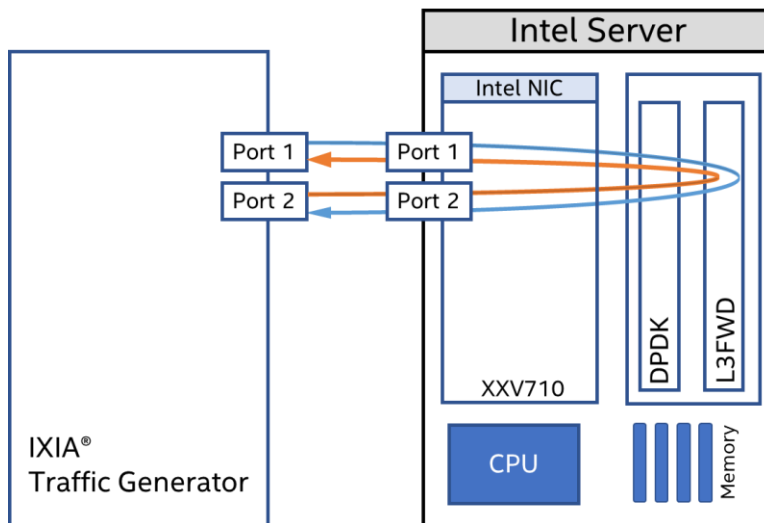 Intel Server
Intel NIC
Port 1
Port 1
Port 2
Port 2
DPDK
L3FWD
XXV710
IXIA®
Traffic Generator
CPU
Memory